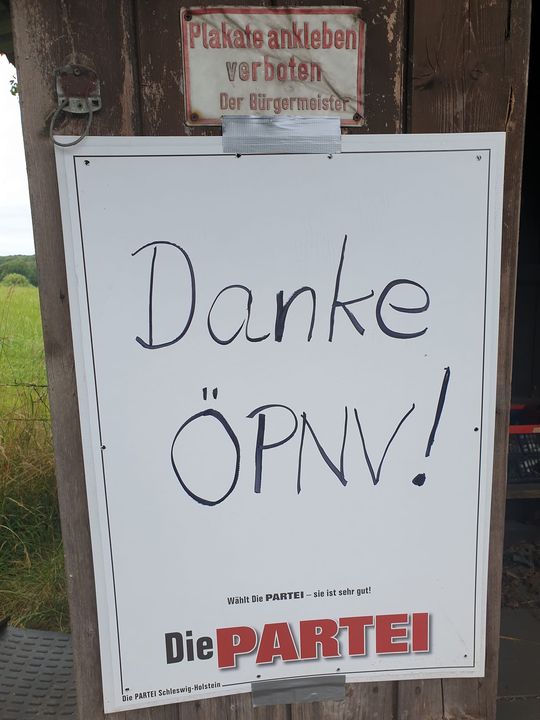 Plakate ankleben
verboten
Der Bürgermeister
Danke
ÖPNV!
Wählt Die PARTEI – sie ist sehr gut!
Die PARTEI
Die PARTEI Schleswig-Holstein